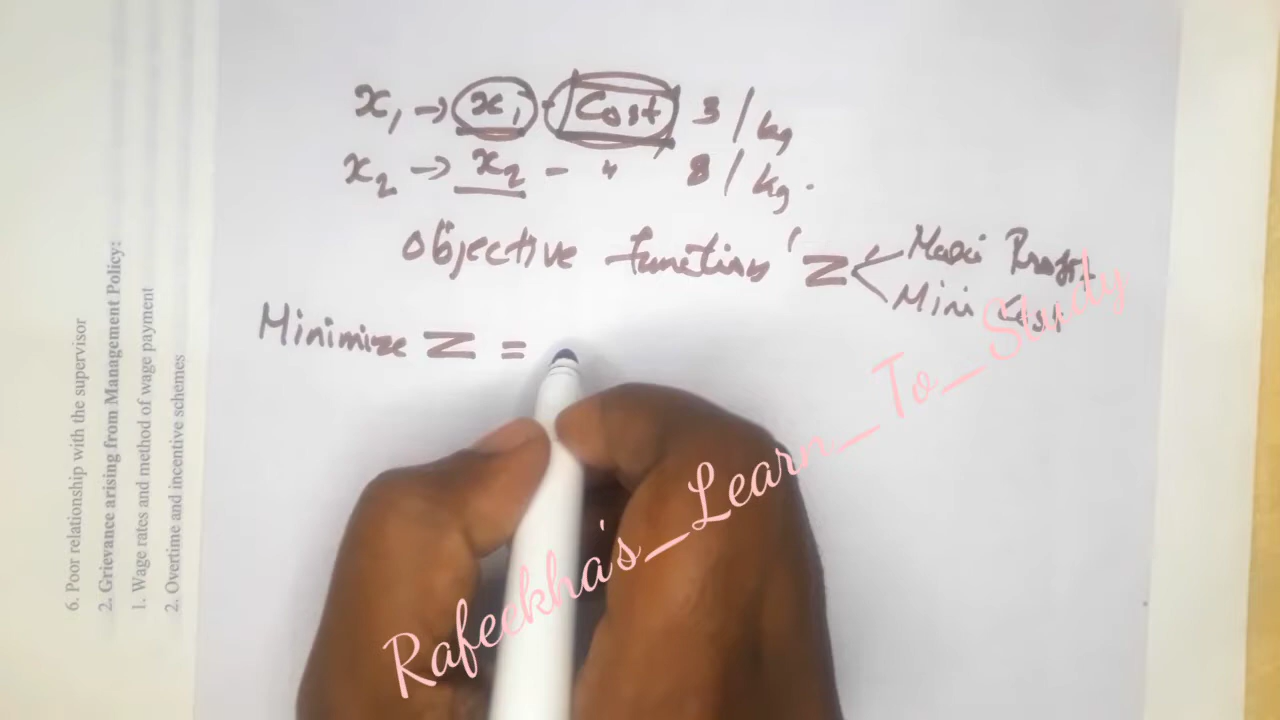 x₁ → x₁ - Cost 3 / kg
x₂ → x₂ - " 8 / kg.
Objective function 'Z
Maxi Profit
Mini Cost
Minimize Z =
6. Poor relationship with the supervisor
2. Grievance arising from Management Policy:
1. Wage rates and method of wage payment
2. Overtime and incentive schemes
Rafeekha's_Learn_To_Study